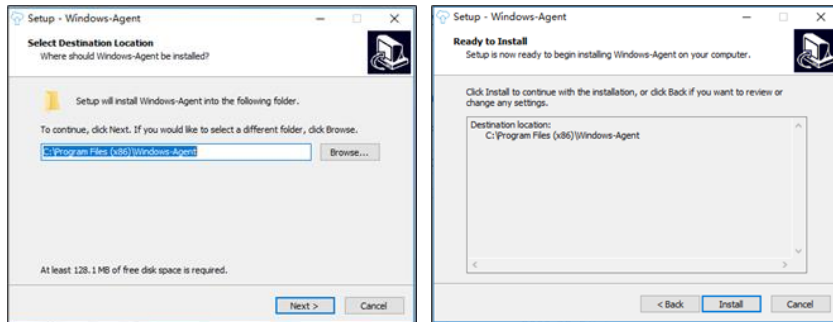 Setup - Windows-Agent
Select Destination Location
Where should Windows-Agent be installed?
Setup will install Windows-Agent into the following folder.
To continue, click Next. If you would like to select a different folder, click Browse.
C:\Program Files (x86)\Windows-Agent
Browse...
At least 128.1 MB of free disk space is required.
Next >
Cancel
Setup - Windows-Agent
Ready to Install
Setup is now ready to begin installing Windows-Agent on your computer.
Click Install to continue with the installation, or click Back if you want to review or
change any settings.
Destination location:
C:\Program Files (x86)\Windows-Agent
< Back
Install
Cancel